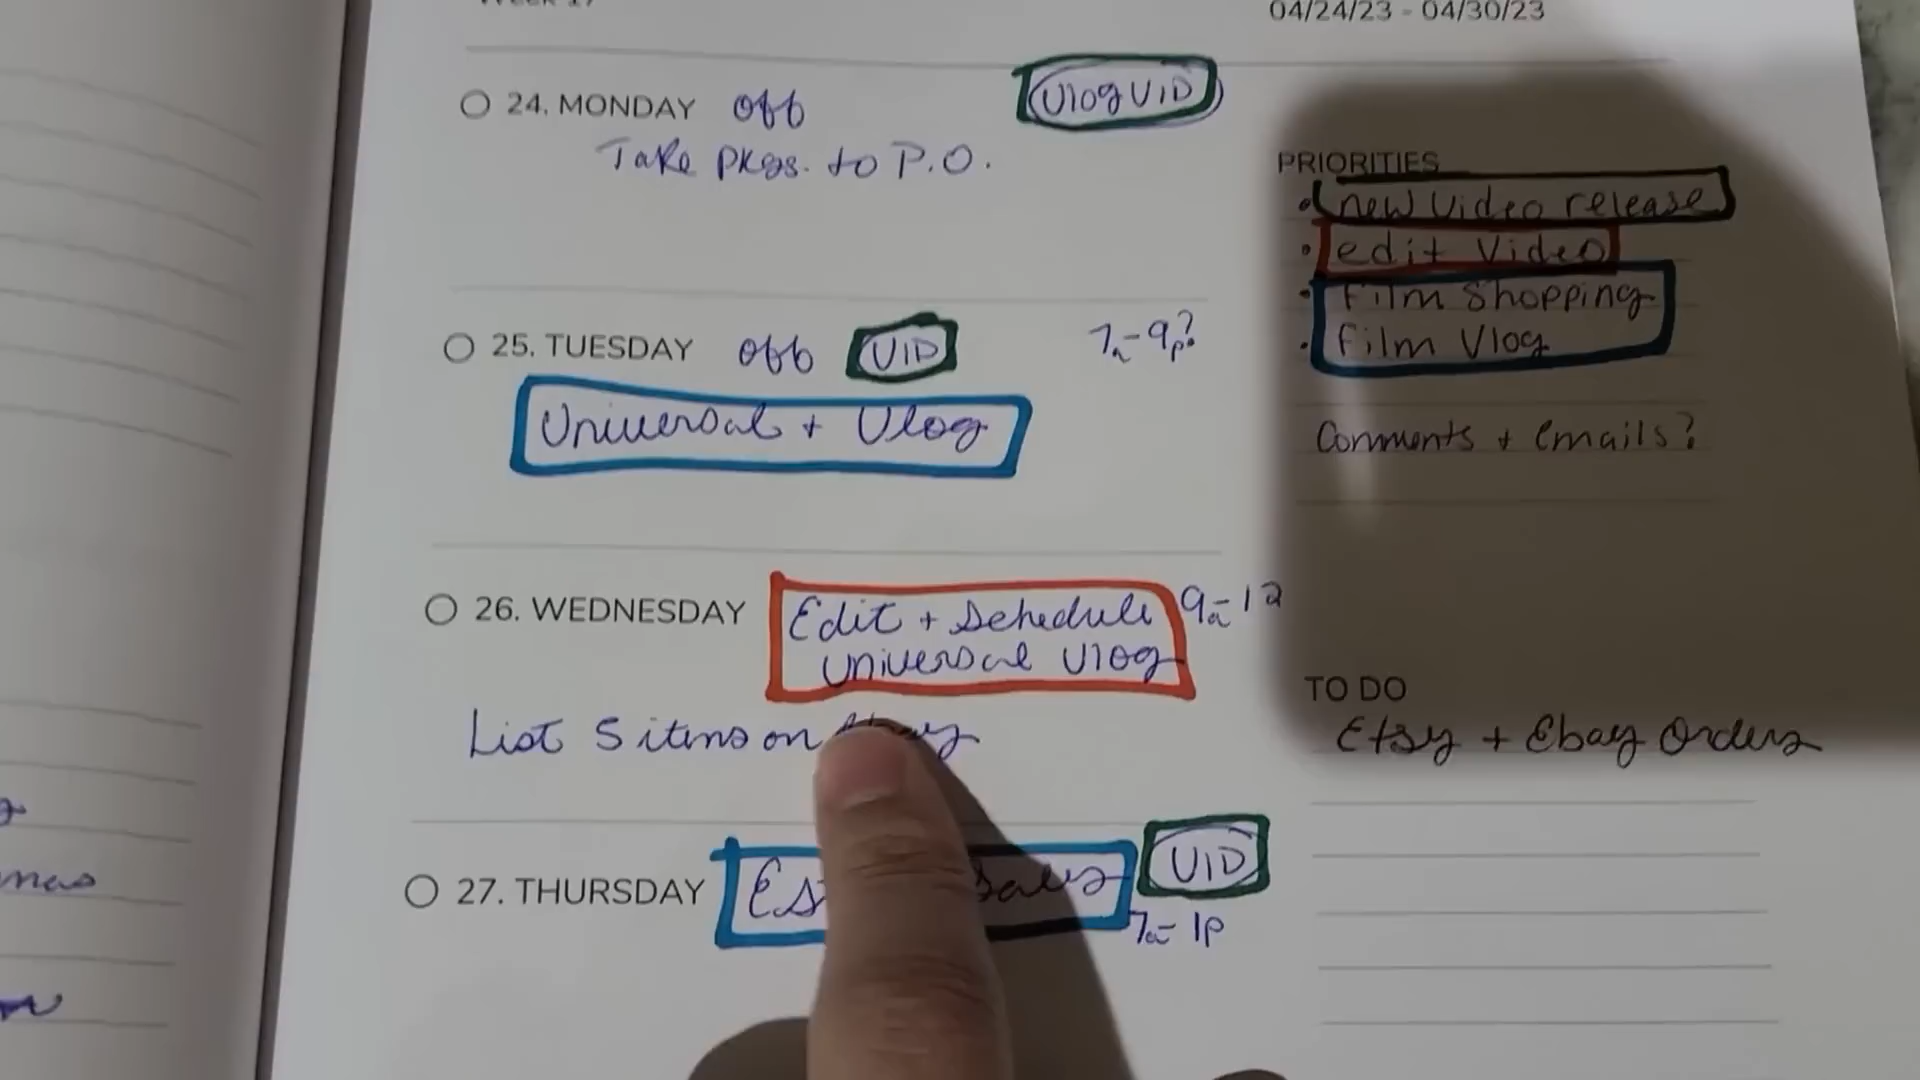 Week 17
04/24/23 - 04/30/23
24. MONDAY Off
Vlog VID
Take pkgs. to P.O.
25. TUESDAY Off VID 7a-9p?
Universal + Vlog
26. WEDNESDAY Edit + Schedule 9a-12
Universal Vlog
List 5 items on
27. THURSDAY VID
7a-1p
PRIORITIES
• new video release
• edit Video
• Film Shopping
• Film Vlog
Comments + emails?
TO DO
Etsy + Ebay Orders